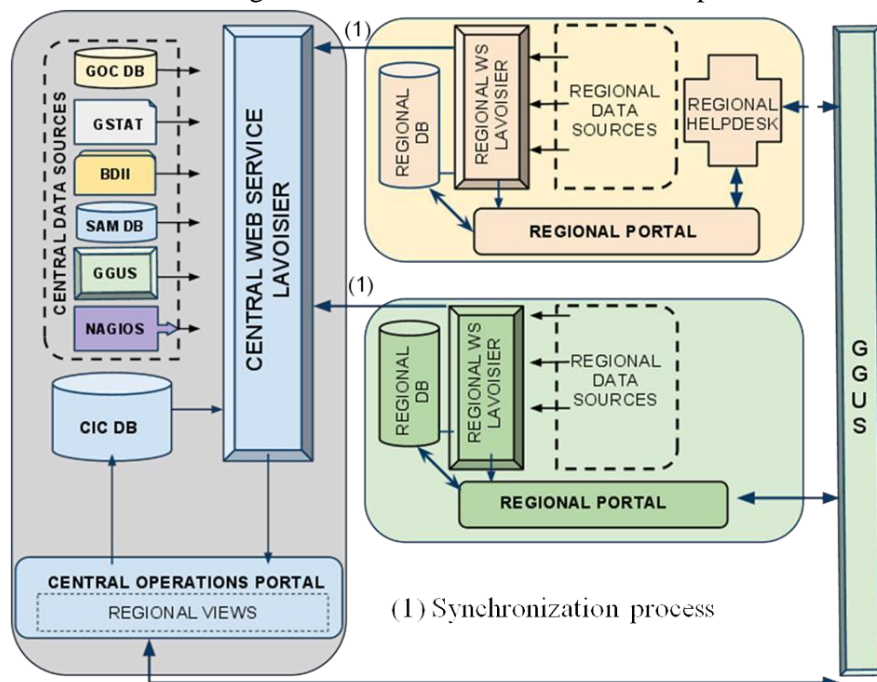 (1)
CENTRAL DATA SOURCES
GOC DB
GSTAT
BDII
SAM DB
GGUS
NAGIOS
CIC DB
CENTRAL WEB SERVICE
LAVOISIER
CENTRAL OPERATIONS PORTAL
REGIONAL VIEWS
REGIONAL
DB
REGIONAL WS
LAVOISIER
REGIONAL
DATA
SOURCES
REGIONAL
HELPDESK
REGIONAL PORTAL
(1)
REGIONAL
DB
REGIONAL WS
LAVOISIER
REGIONAL
DATA
SOURCES
REGIONAL PORTAL
G
G
U
S
(1) Synchronization process